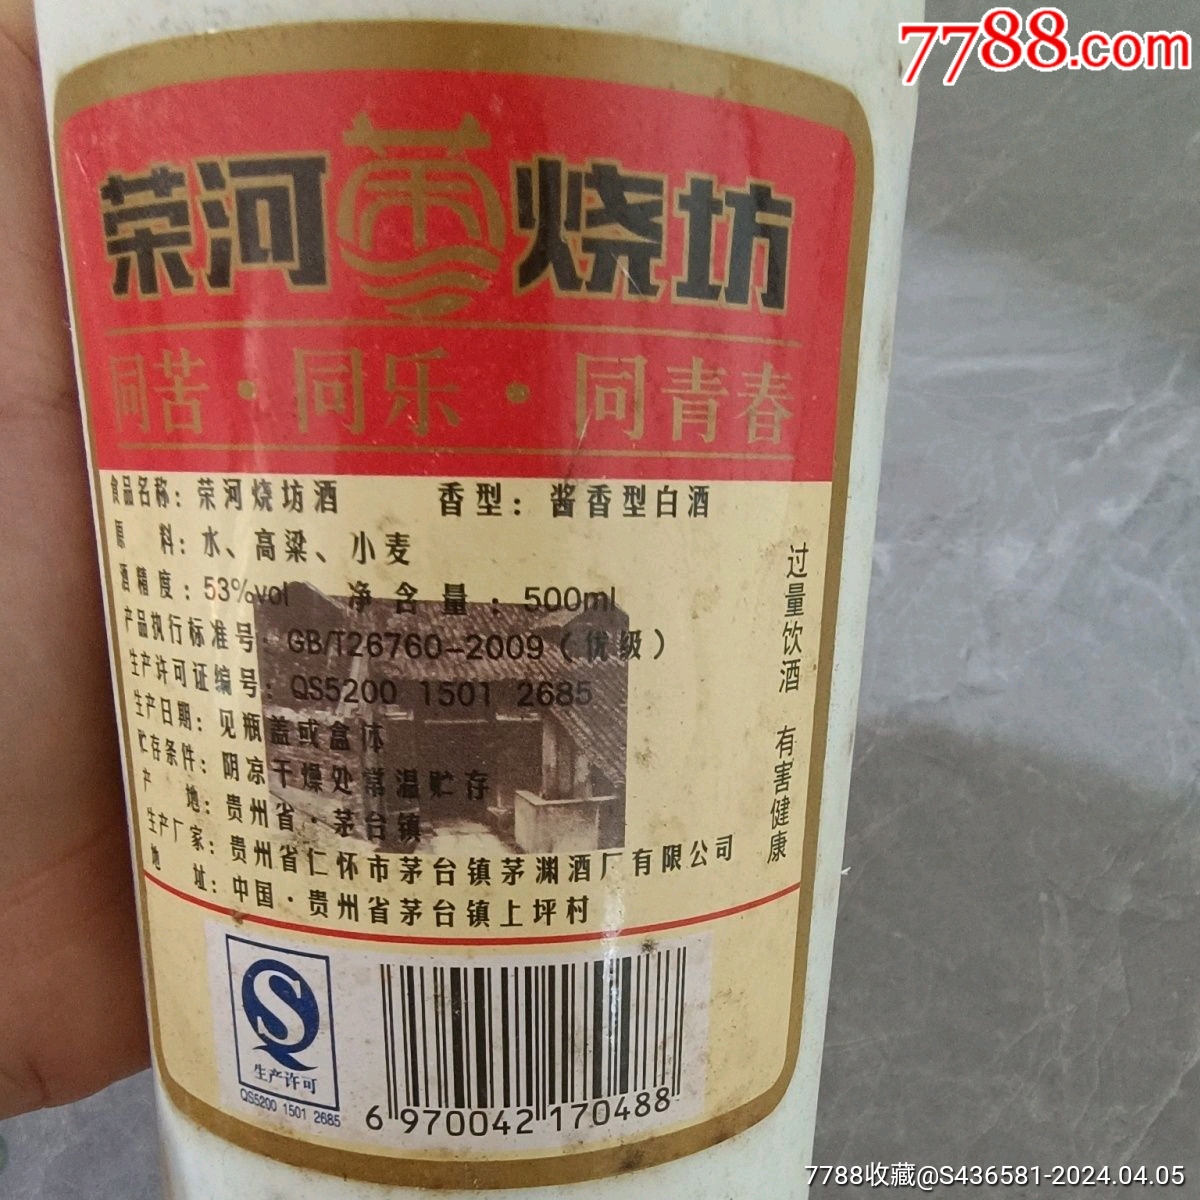 7788.com
荣河 烧坊
同苦·同乐·同青春
食品名称：荣河烧坊酒 香型：酱香型白酒
原 料：水、高粱、小麦
酒精度：53%vol 净含量：500ml
产品执行标准号：GB/T26760-2009（优级）
生产许可证编号：QS5200 1501 2685
生产日期：见瓶盖或盒体
贮存条件：阴凉干燥处常温贮存
产 地：贵州省·茅台镇
生产厂家：贵州省仁怀市茅台镇茅渊酒厂有限公司
地 址：中国·贵州省茅台镇上坪村
过量饮酒 有害健康
生产许可
QS5200 1501 2685
6 970042 170488
7788收藏@S436581-2024.04.05